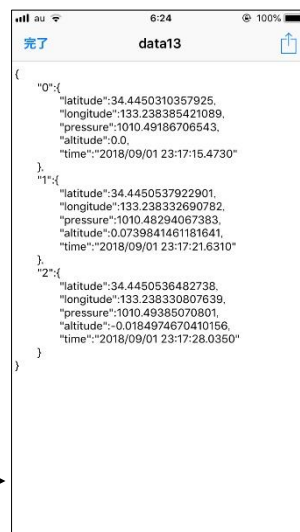 au 6:24 100%
完了 data13
{
"0":{
"latitude":34.4450310357925,
"longitude":133.238385421089,
"pressure":1010.49186706543,
"altitude":0.0,
"time":"2018/09/01 23:17:15.4730"
},
"1":{
"latitude":34.4450537922901,
"longitude":133.238332690782,
"pressure":1010.48294067383,
"altitude":0.0739841461181641,
"time":"2018/09/01 23:17:21.6310"
},
"2":{
"latitude":34.4450536482738,
"longitude":133.238330807639,
"pressure":1010.49385070801,
"altitude":-0.0184974670410156,
"time":"2018/09/01 23:17:28.0350"
}
}